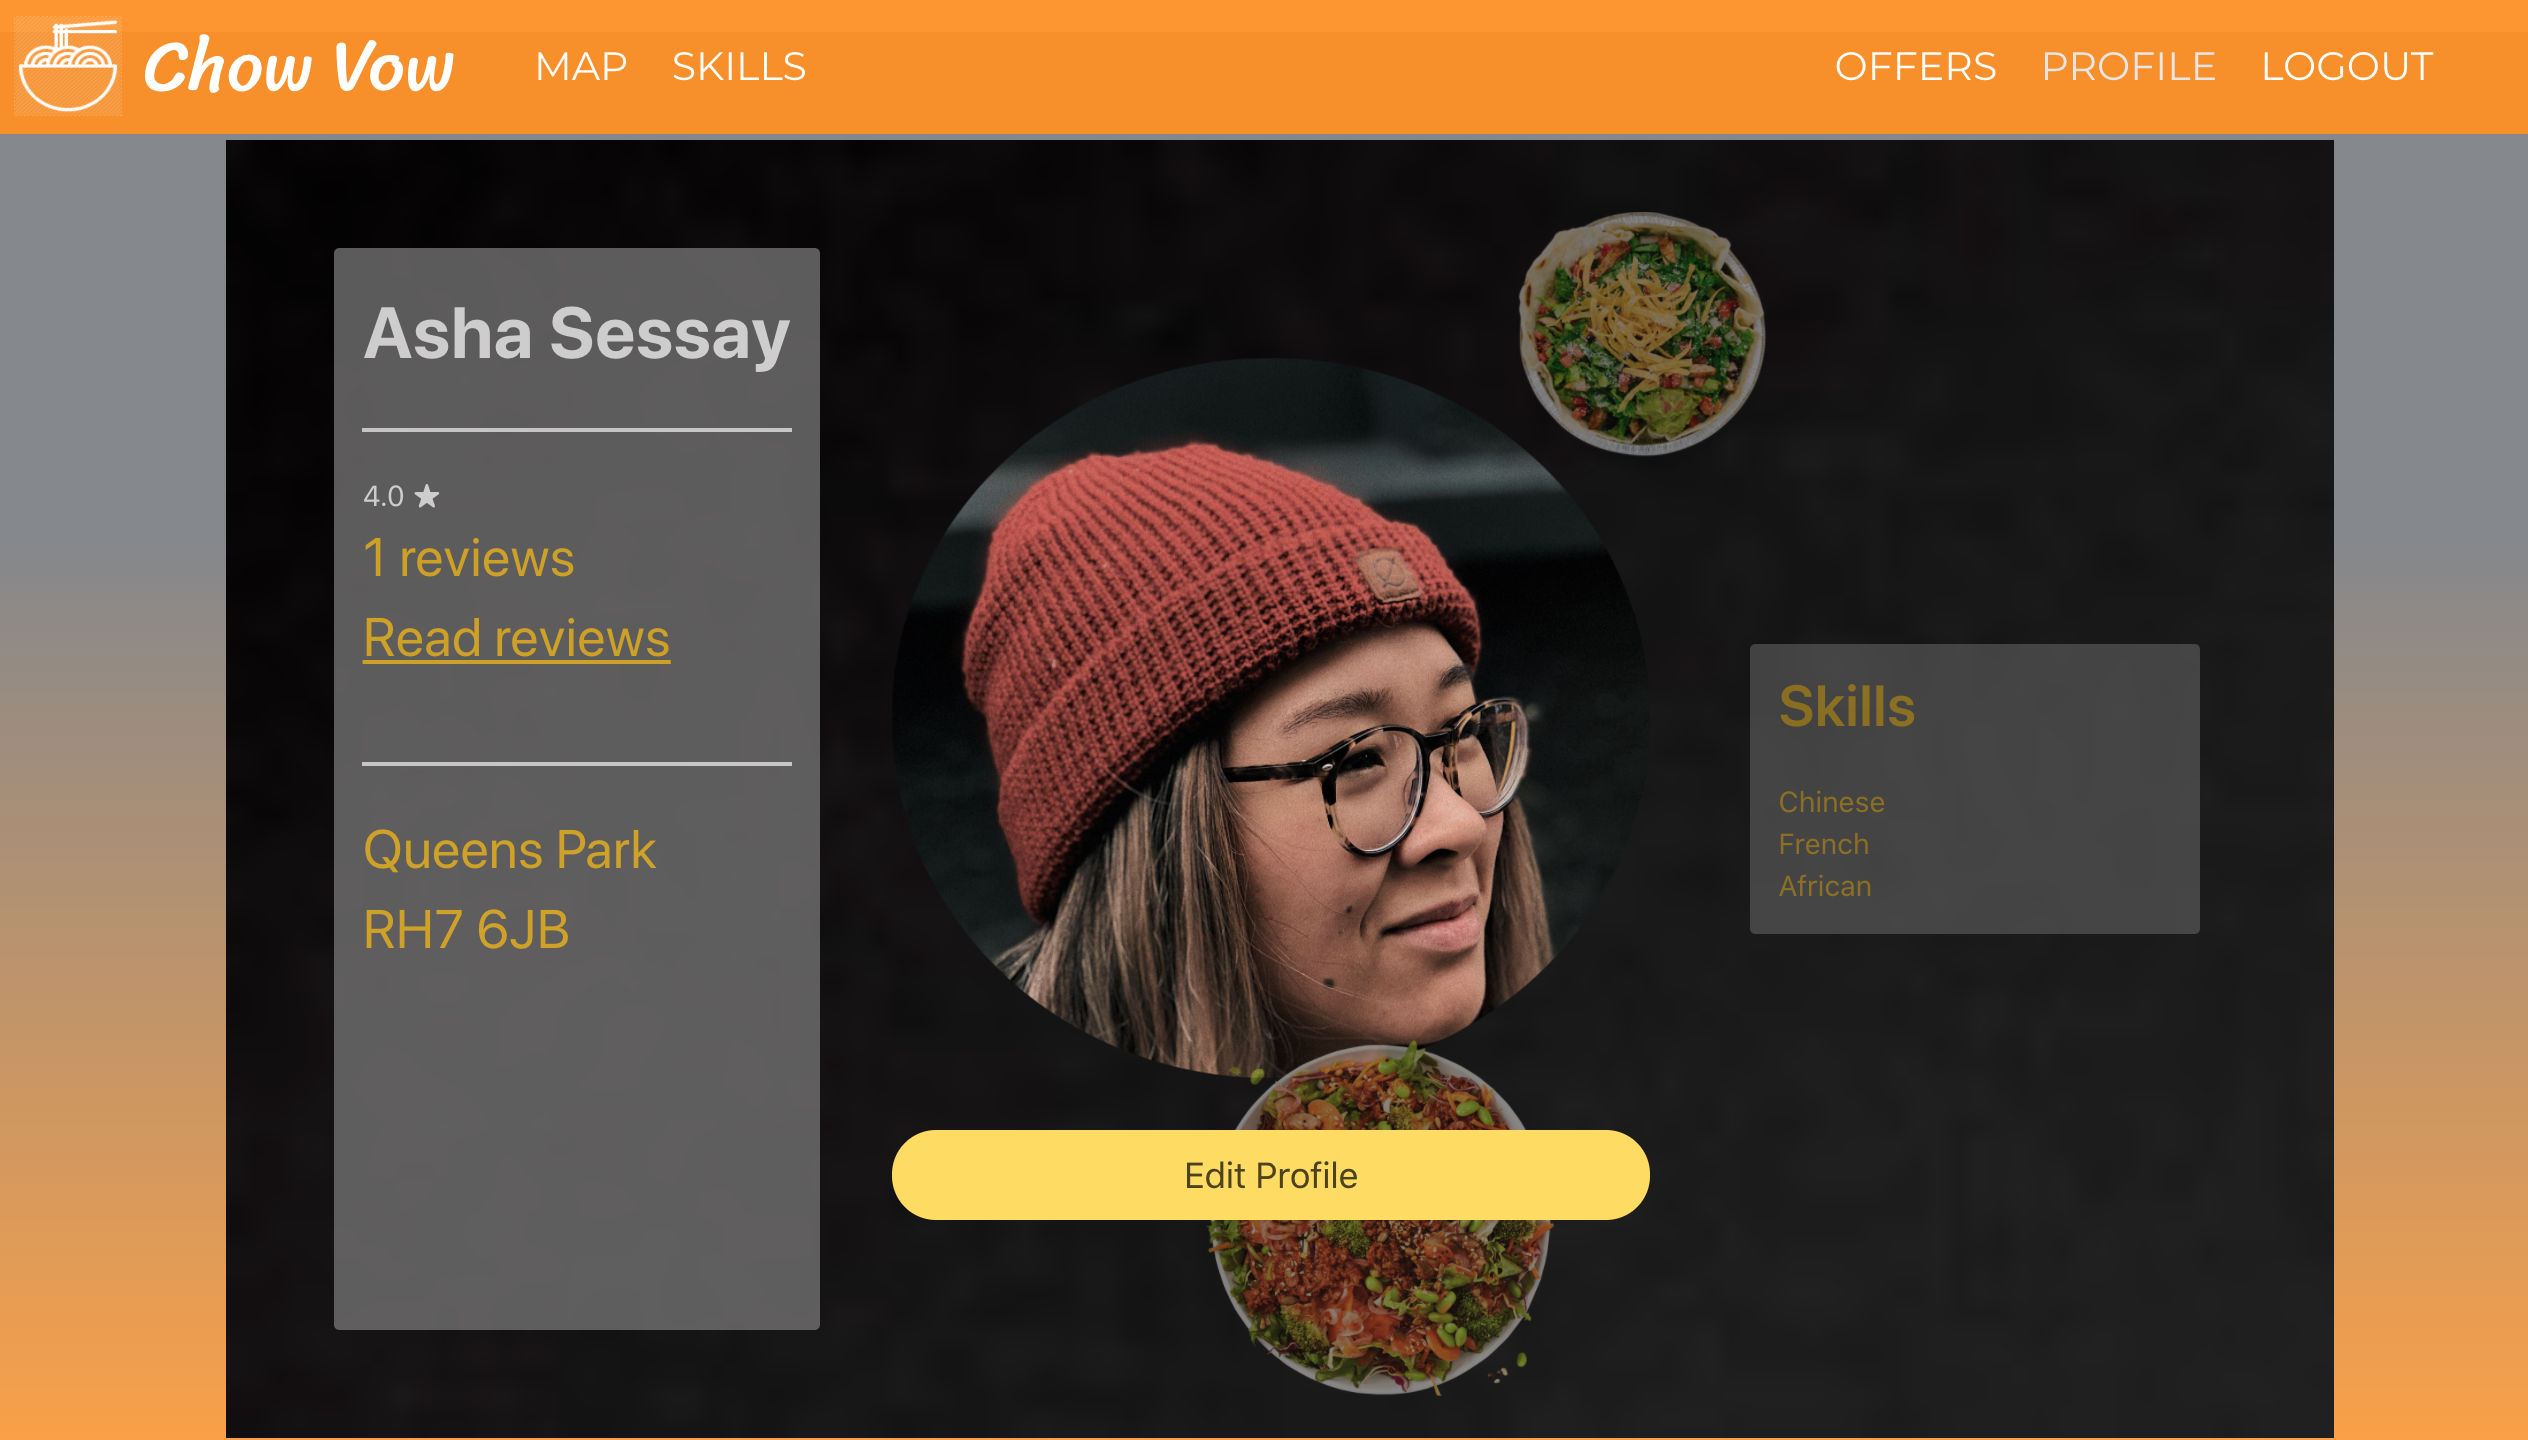 Chow Vow
MAP
SKILLS
OFFERS
PROFILE
LOGOUT
Asha Sessay
4.0 ★
1 reviews
Read reviews
Queens Park
RH7 6JB
Edit Profile
Skills
Chinese
French
African